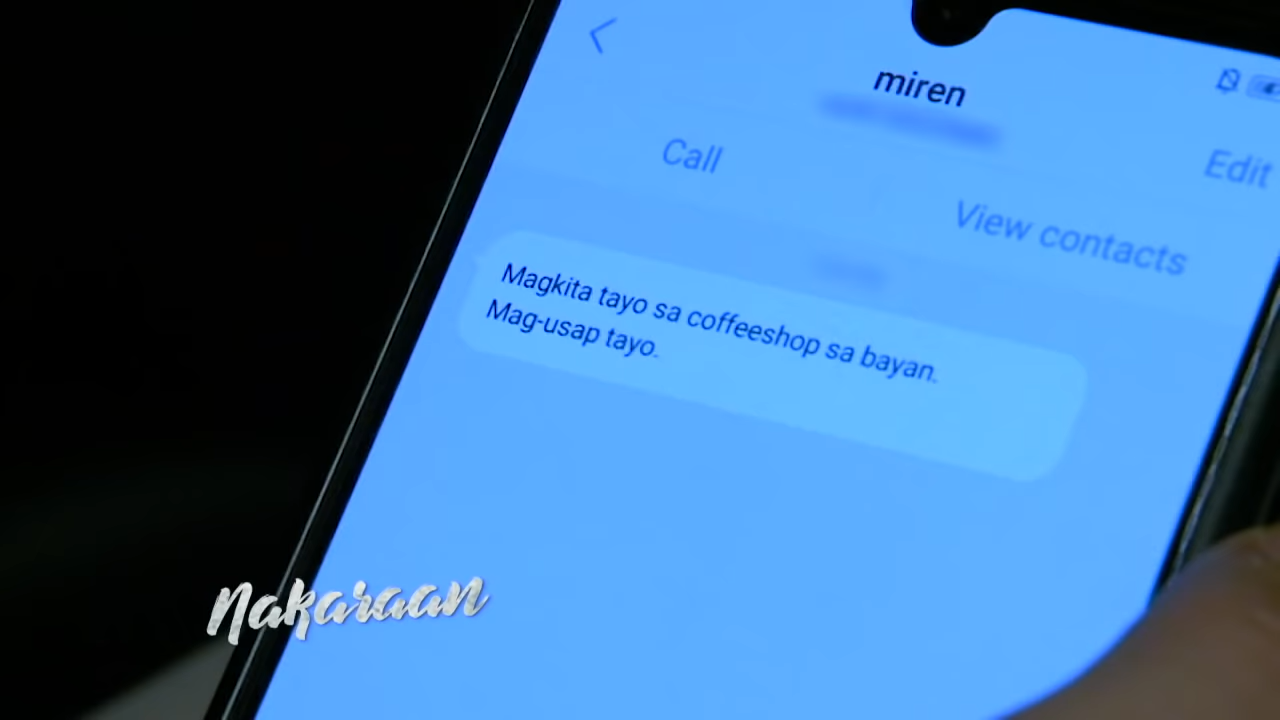 miren
Call
Edit
View contacts
Magkita tayo sa coffeeshop sa bayan.
Mag-usap tayo.
Nakaraan